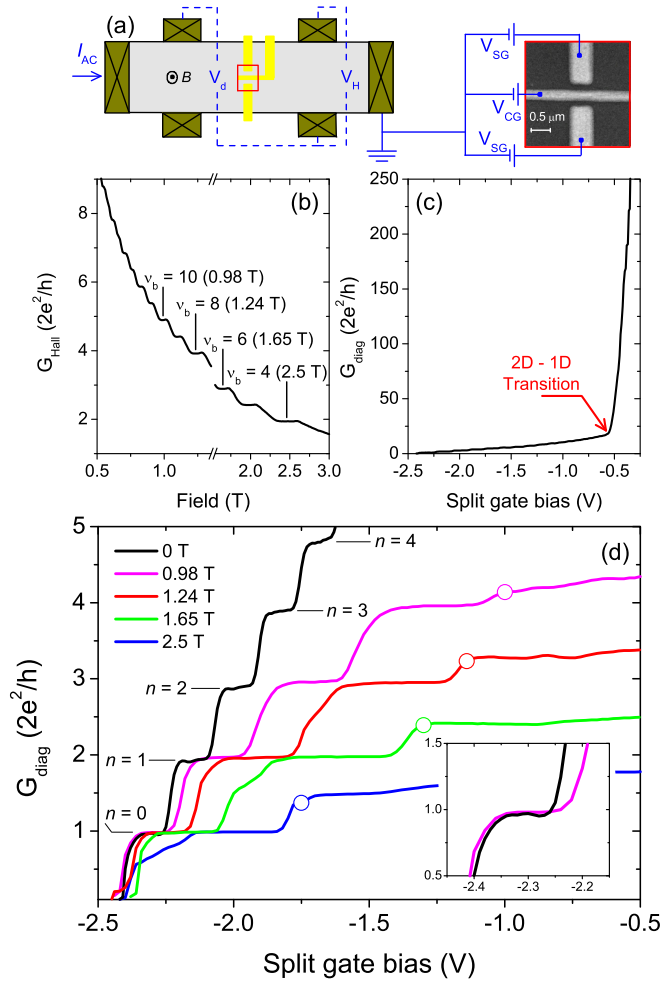 (a)
I_AC
B
V_d
V_H
V_SG
V_CG
V_SG
0.5 μm
(b)
G_Hall (2e²/h)
8
6
4
2
ν_b = 10 (0.98 T)
ν_b = 8 (1.24 T)
ν_b = 6 (1.65 T)
ν_b = 4 (2.5 T)
0.5 1.0 2.0 2.5 3.0
Field (T)
(c)
G_diag (2e²/h)
250
200
150
100
50
0
2D - 1D
Transition
-2.5 -2.0 -1.5 -1.0 -0.5
Split gate bias (V)
(d)
G_diag (2e²/h)
5
4
3
2
1
0 T
0.98 T
1.24 T
1.65 T
2.5 T
n = 4
n = 3
n = 2
n = 1
n=0
1.5
1.0
0.5
-2.4 -2.3 -2.2
-2.5 -2.0 -1.5 -1.0 -0.5
Split gate bias (V)